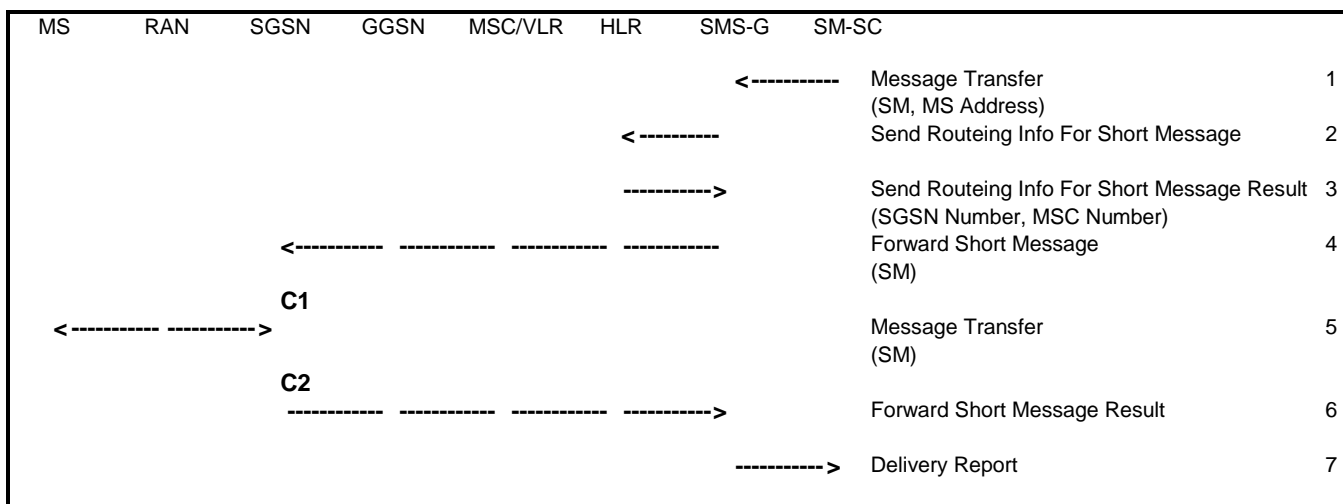 MS RAN SGSN GGSN MSC/VLR HLR SMS-G SM-SC
Message Transfer 1
(SM, MS Address)
Send Routeing Info For Short Message 2
Send Routeing Info For Short Message Result 3
(SGSN Number, MSC Number)
Forward Short Message 4
(SM)
C1
Message Transfer 5
(SM)
C2
Forward Short Message Result 6
Delivery Report 7